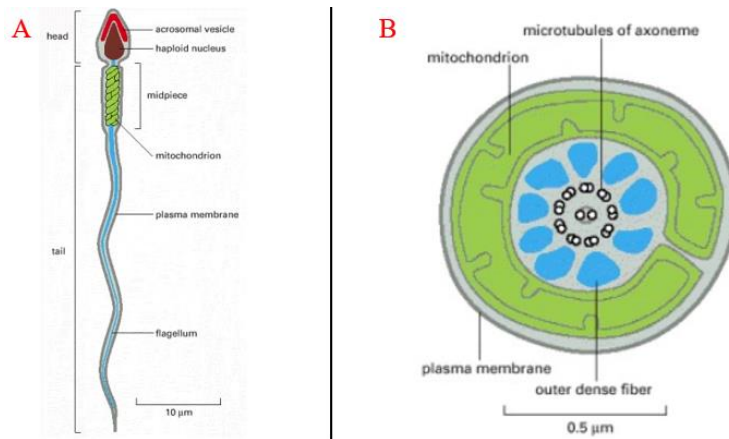 A
head
acrosomal vesicle
haploid nucleus
midpiece
mitochondrion
plasma membrane
tail
flagellum
10 μm
B
microtubules of axoneme
mitochondrion
plasma membrane
outer dense fiber
0.5 μm